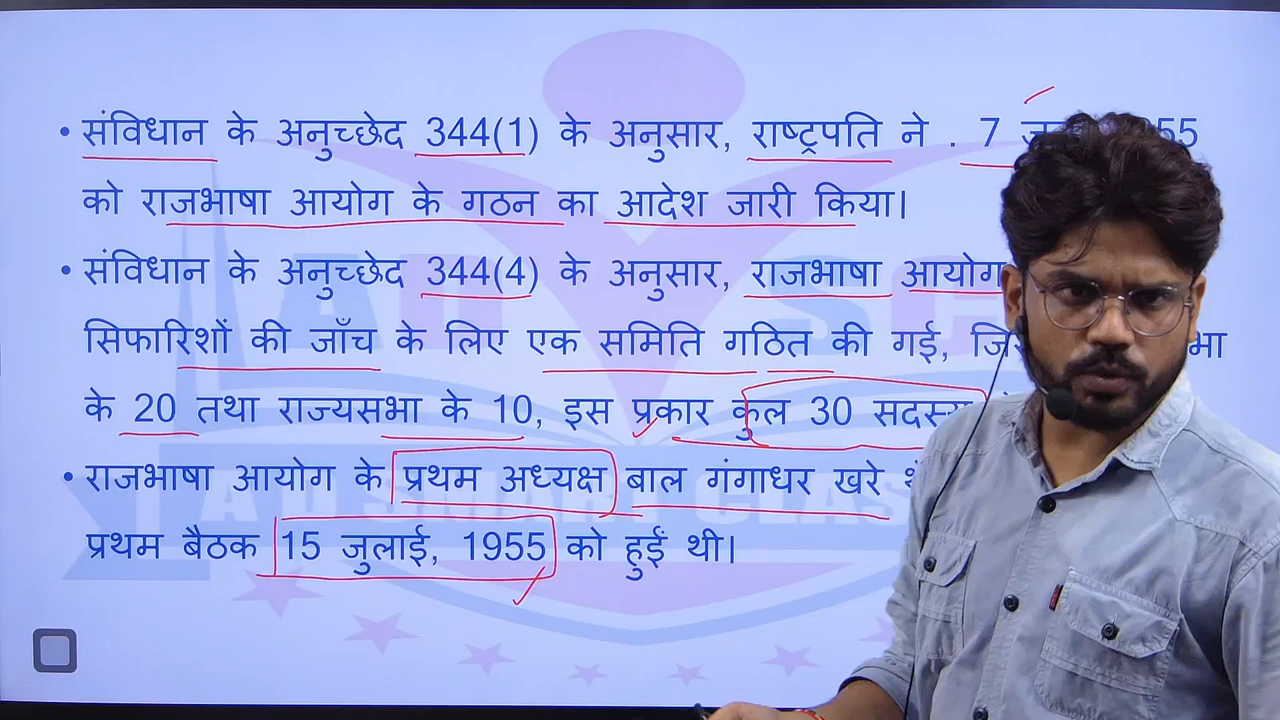 • संविधान के अनुच्छेद 344(1) के अनुसार, राष्ट्रपति ने . 7
को राजभाषा आयोग के गठन का आदेश जारी किया।
• संविधान के अनुच्छेद 344(4) के अनुसार, राजभाषा आयोग
सिफारिशों की जाँच के लिए एक समिति गठित की गई,
के 20 तथा राज्यसभा के 10, इस प्रकार कुल 30 सदस्य
• राजभाषा आयोग के प्रथम अध्यक्ष बाल गंगाधर खरे
प्रथम बैठक 15 जुलाई, 1955 को हुई थी।